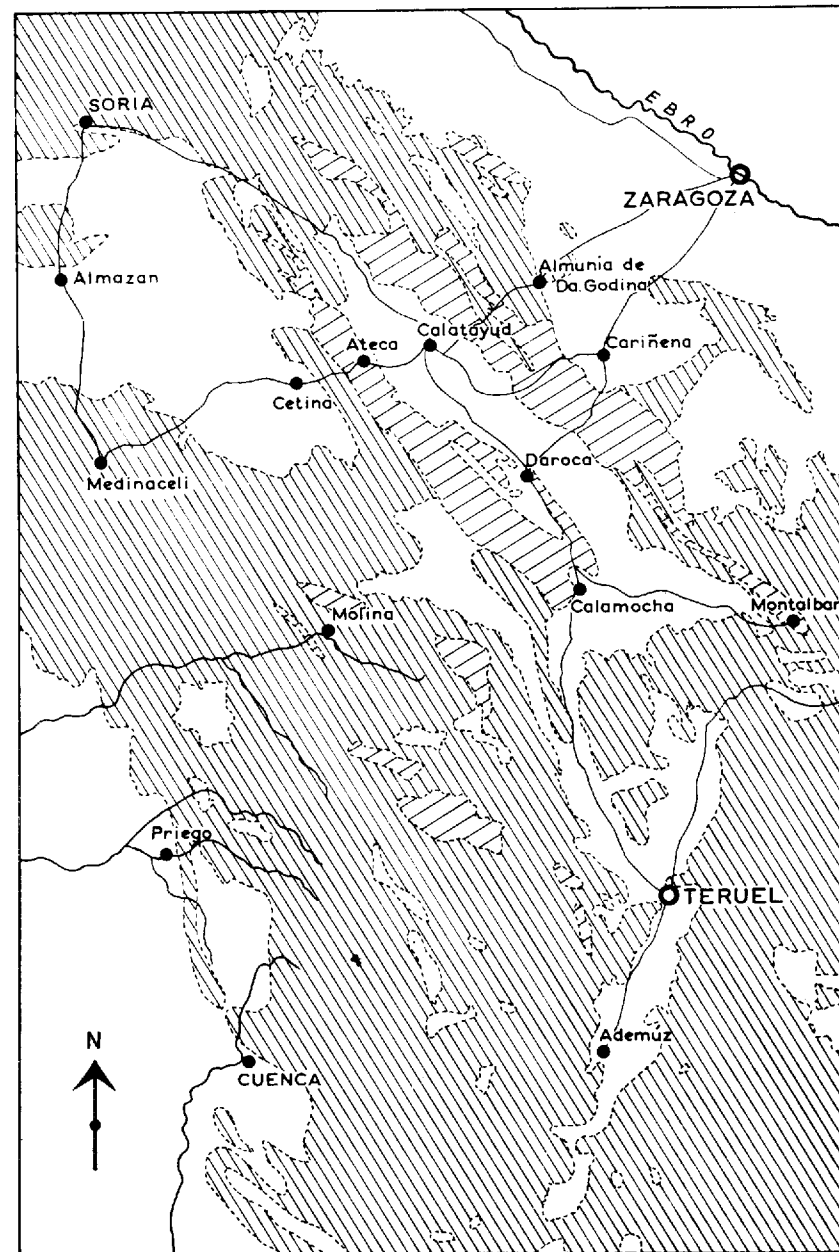 SORIA
EBRO
ZARAGOZA
Almazan
Almunia de
Da. Godina
Calatayud
Ateca
Cariñena
Cetina
Medinaceli
Daroca
Molina
Calamocha
Montalban
Priego
TERUEL
N
Ademuz
CUENCA